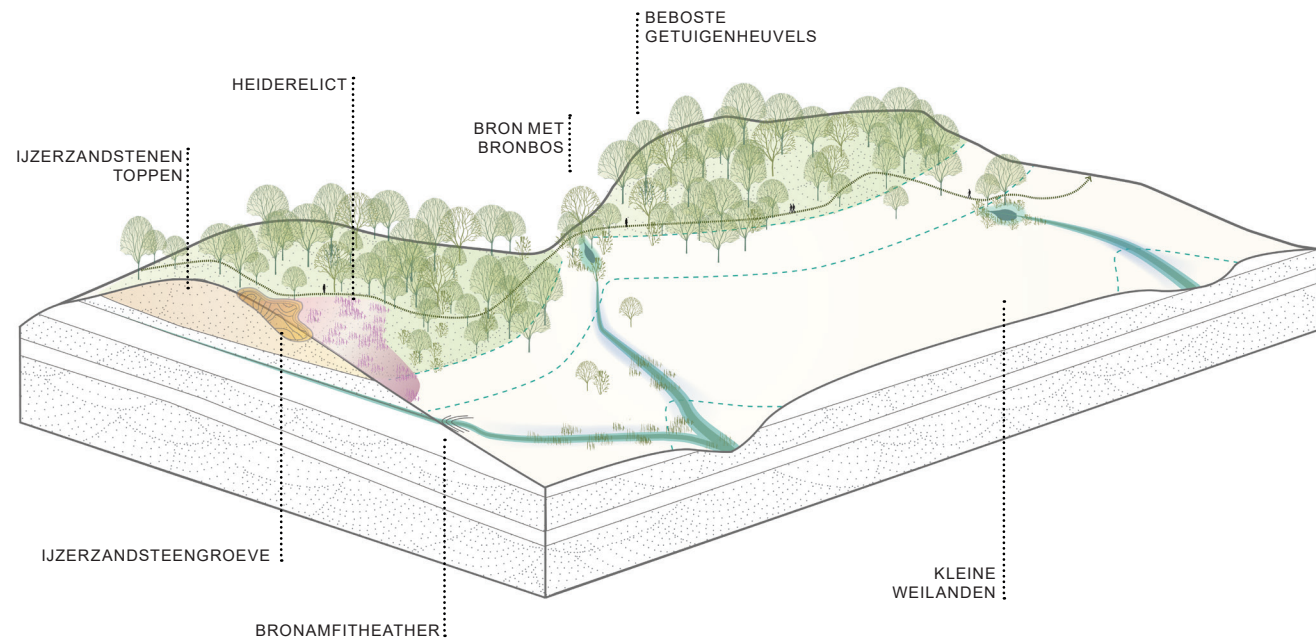 BEBOSTE
GETUIGENHEUVELS
HEIDERELICT
BRON MET
BRONBOS
IJZERZANDSTENEN
TOPPEN
IJZERZANDSTEENGROEVE
KLEINE
WEILANDEN
BRONAMFITHEATHER